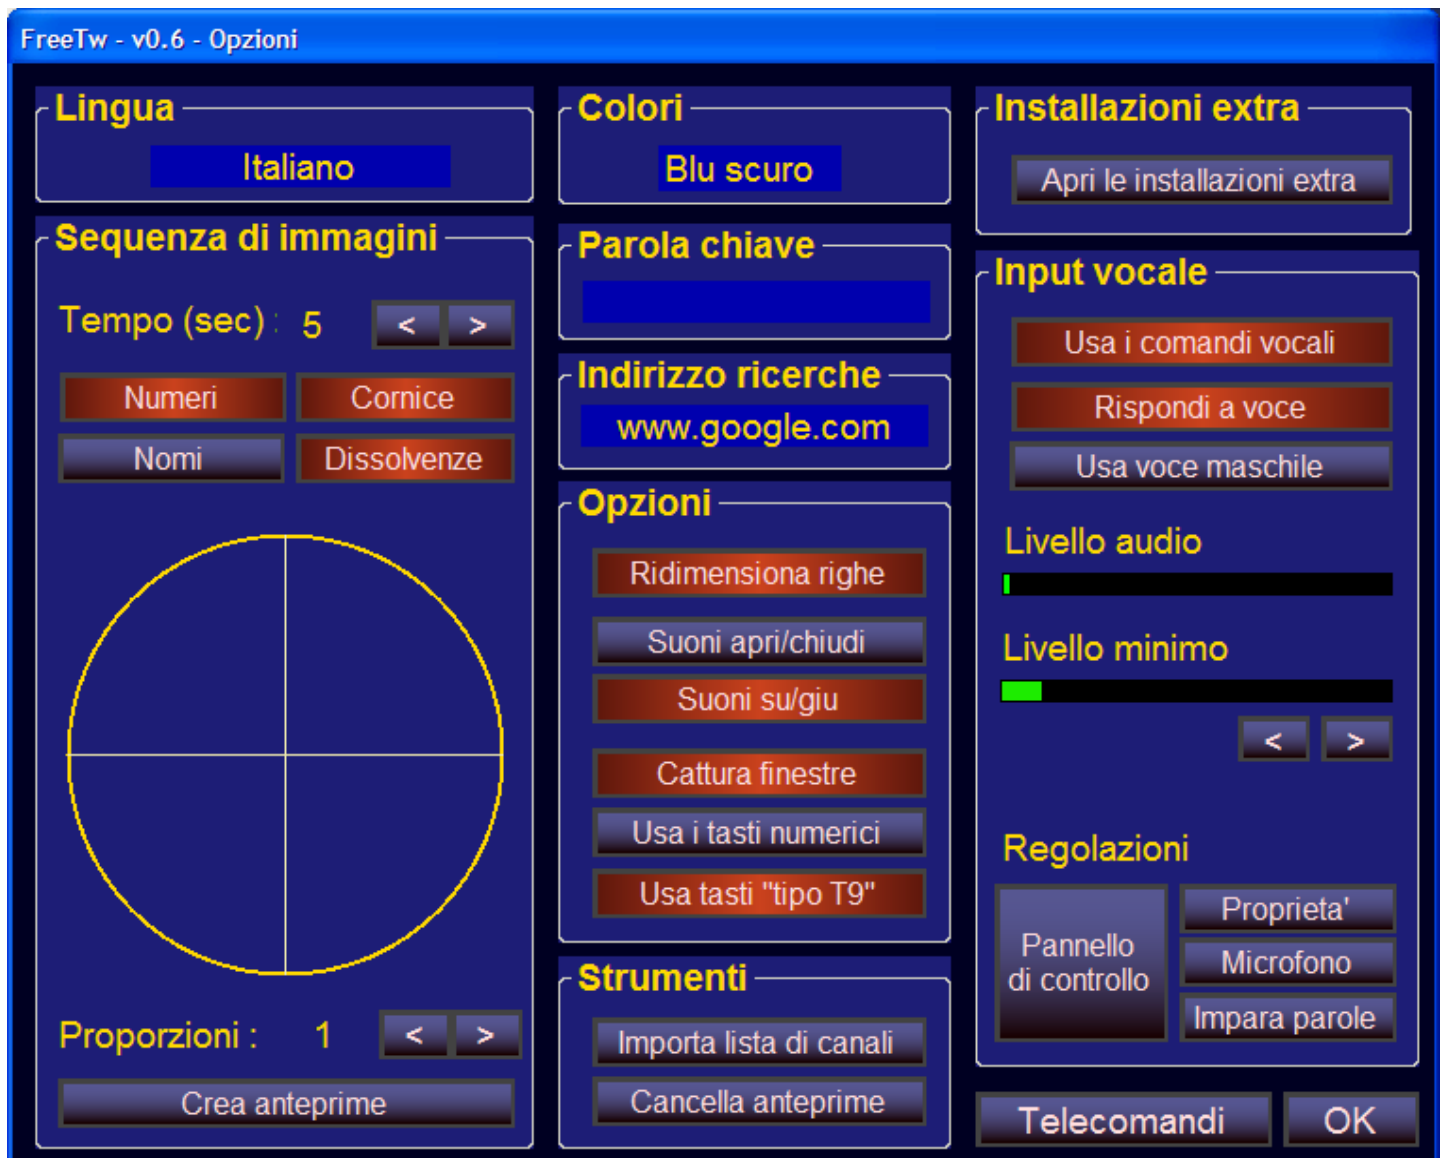 FreeTw - v0.6 - Opzioni
Lingua
Italiano
Sequenza di immagini
Tempo (sec) : 5 < >
Numeri Cornice
Nomi Dissolvenze
Proporzioni : 1 < >
Crea anteprime
Colori
Blu scuro
Parola chiave
Indirizzo ricerche
www.google.com
Opzioni
Ridimensiona righe
Suoni apri/chiudi
Suoni su/giu
Cattura finestre
Usa i tasti numerici
Usa tasti "tipo T9"
Strumenti
Importa lista di canali
Cancella anteprime
Installazioni extra
Apri le installazioni extra
Input vocale
Usa i comandi vocali
Rispondi a voce
Usa voce maschile
Livello audio
Livello minimo
< >
Regolazioni
Pannello
di controllo
Proprieta'
Microfono
Impara parole
Telecomandi OK